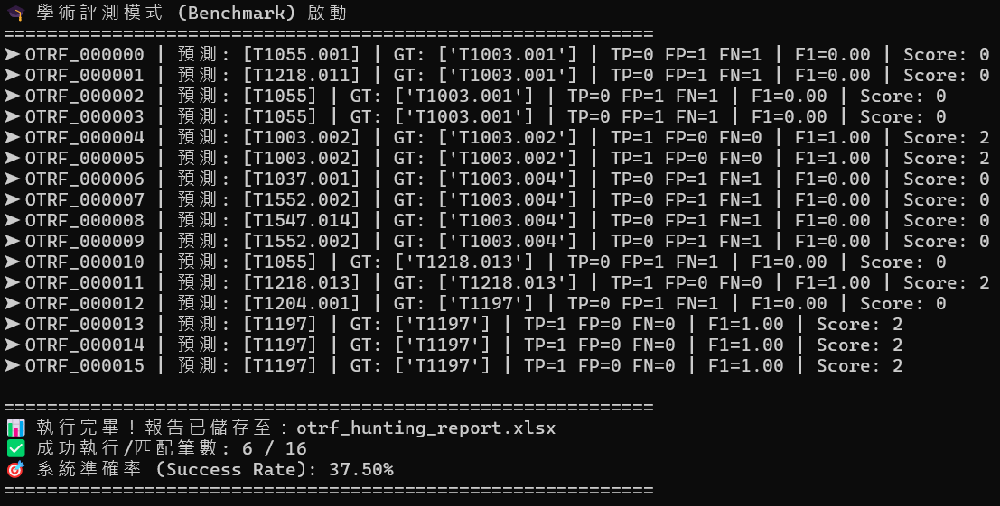 🎓 學術評測模式 (Benchmark) 啟動
============================================================
➤ OTRF_000000 | 預測: [T1055.001] | GT: ['T1003.001'] | TP=0 FP=1 FN=1 | F1=0.00 | Score: 0
➤ OTRF_000001 | 預測: [T1218.011] | GT: ['T1003.001'] | TP=0 FP=1 FN=1 | F1=0.00 | Score: 0
➤ OTRF_000002 | 預測: [T1055] | GT: ['T1003.001'] | TP=0 FP=1 FN=1 | F1=0.00 | Score: 0
➤ OTRF_000003 | 預測: [T1055] | GT: ['T1003.001'] | TP=0 FP=1 FN=1 | F1=0.00 | Score: 0
➤ OTRF_000004 | 預測: [T1003.002] | GT: ['T1003.002'] | TP=1 FP=0 FN=0 | F1=1.00 | Score: 2
➤ OTRF_000005 | 預測: [T1003.002] | GT: ['T1003.002'] | TP=1 FP=0 FN=0 | F1=1.00 | Score: 2
➤ OTRF_000006 | 預測: [T1037.001] | GT: ['T1003.004'] | TP=0 FP=1 FN=1 | F1=0.00 | Score: 0
➤ OTRF_000007 | 預測: [T1552.002] | GT: ['T1003.004'] | TP=0 FP=1 FN=1 | F1=0.00 | Score: 0
➤ OTRF_000008 | 預測: [T1547.014] | GT: ['T1003.004'] | TP=0 FP=1 FN=1 | F1=0.00 | Score: 0
➤ OTRF_000009 | 預測: [T1552.002] | GT: ['T1003.004'] | TP=0 FP=1 FN=1 | F1=0.00 | Score: 0
➤ OTRF_000010 | 預測: [T1055] | GT: ['T1218.013'] | TP=0 FP=1 FN=1 | F1=0.00 | Score: 0
➤ OTRF_000011 | 預測: [T1218.013] | GT: ['T1218.013'] | TP=1 FP=0 FN=0 | F1=1.00 | Score: 2
➤ OTRF_000012 | 預測: [T1204.001] | GT: ['T1197'] | TP=0 FP=1 FN=1 | F1=0.00 | Score: 0
➤ OTRF_000013 | 預測: [T1197] | GT: ['T1197'] | TP=1 FP=0 FN=0 | F1=1.00 | Score: 2
➤ OTRF_000014 | 預測: [T1197] | GT: ['T1197'] | TP=1 FP=0 FN=0 | F1=1.00 | Score: 2
➤ OTRF_000015 | 預測: [T1197] | GT: ['T1197'] | TP=1 FP=0 FN=0 | F1=1.00 | Score: 2
============================================================
📊 執行完畢！報告已儲存至：otrf_hunting_report.xlsx
✅ 成功執行/匹配筆數: 6 / 16
🎯 系統準確率 (Success Rate): 37.50%
============================================================